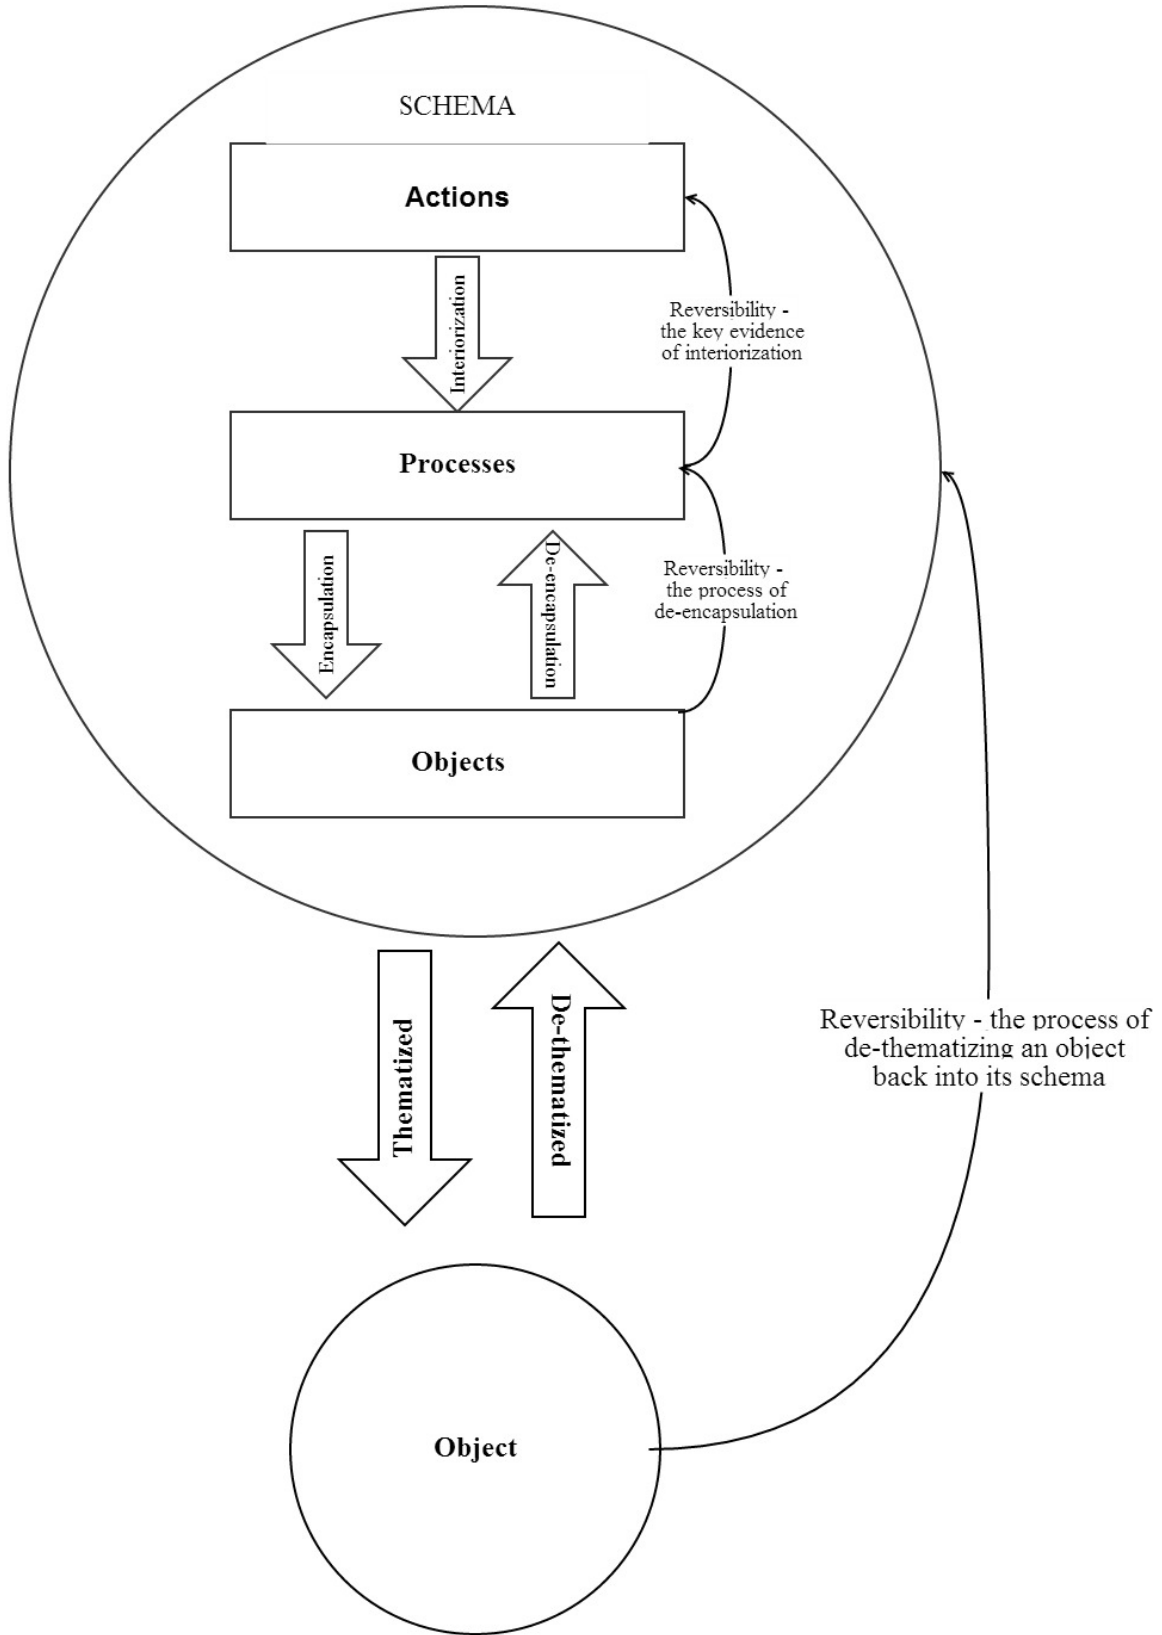 SCHEMA
Actions
Interiorization
Reversibility -
the key evidence
of interiorization
Processes
Encapsulation
De-encapsulation
Reversibility -
the process of
de-encapsulation
Objects
Thematized
De-thematized
Reversibility - the process of
de-thematizing an object
back into its schema
Object